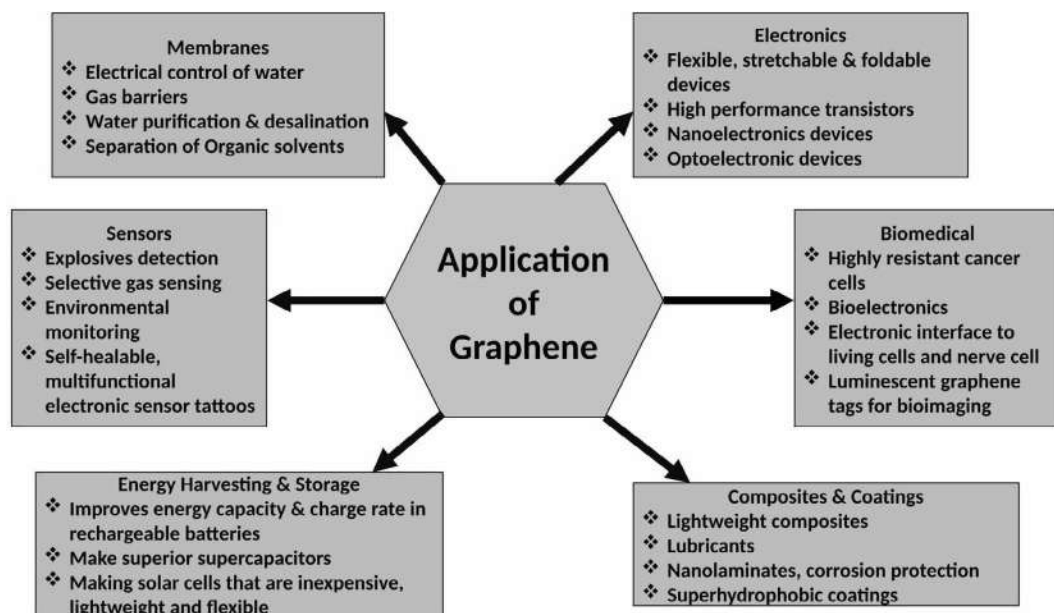 Membranes
❖ Electrical control of water
❖ Gas barriers
❖ Water purification & desalination
❖ Separation of Organic solvents
Electronics
❖ Flexible, stretchable & foldable
devices
❖ High performance transistors
❖ Nanoelectronics devices
❖ Optoelectronic devices
Sensors
❖ Explosives detection
❖ Selective gas sensing
❖ Environmental
monitoring
❖ Self-healable,
multifunctional
electronic sensor tattoos
Application
of
Graphene
Biomedical
❖ Highly resistant cancer
cells
❖ Bioelectronics
❖ Electronic interface to
living cells and nerve cell
❖ Luminescent graphene
tags for bioimaging
Energy Harvesting & Storage
❖ Improves energy capacity & charge rate in
rechargeable batteries
❖ Make superior supercapacitors
❖ Making solar cells that are inexpensive,
lightweight and flexible
Composites & Coatings
❖ Lightweight composites
❖ Lubricants
❖ Nanolaminates, corrosion protection
❖ Superhydrophobic coatings